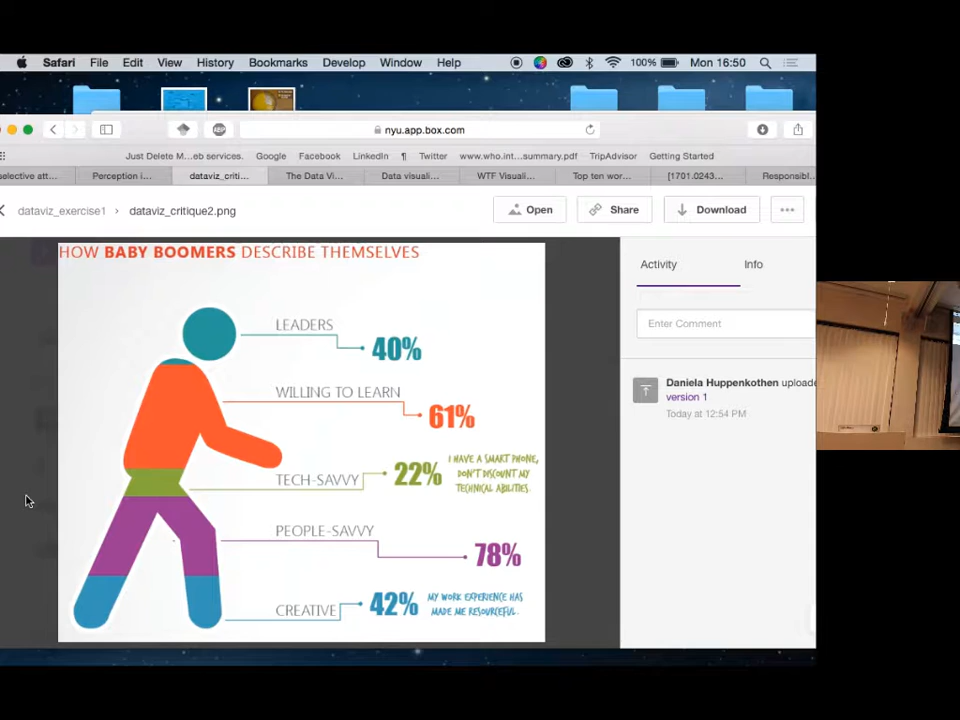 Safari File Edit View History Bookmarks Develop Window Help 100% Mon 16:50
ABP nyu.app.box.com
Just Delete M...eb services. Google Facebook LinkedIn ¶ Twitter www.who.int...summary.pdf TripAdvisor Getting Started
selective att... Perception i... dataviz_criti... The Data Vi... Data visuali... WTF Visuali... Top ten wor... [1701.0243... Responsibl...
dataviz_exercise1 › dataviz_critique2.png Open Share Download
HOW BABY BOOMERS DESCRIBE THEMSELVES
LEADERS
40%
WILLING TO LEARN
61%
TECH-SAVVY
22%
I HAVE A SMART PHONE,
DON'T DISCOUNT MY
TECHNICAL ABILITIES.
PEOPLE-SAVVY
78%
CREATIVE
42%
MY WORK EXPERIENCE HAS
MADE ME RESOURCEFUL.
Activity Info
Enter Comment
Daniela Huppenkothen uploade
version 1
Today at 12:54 PM